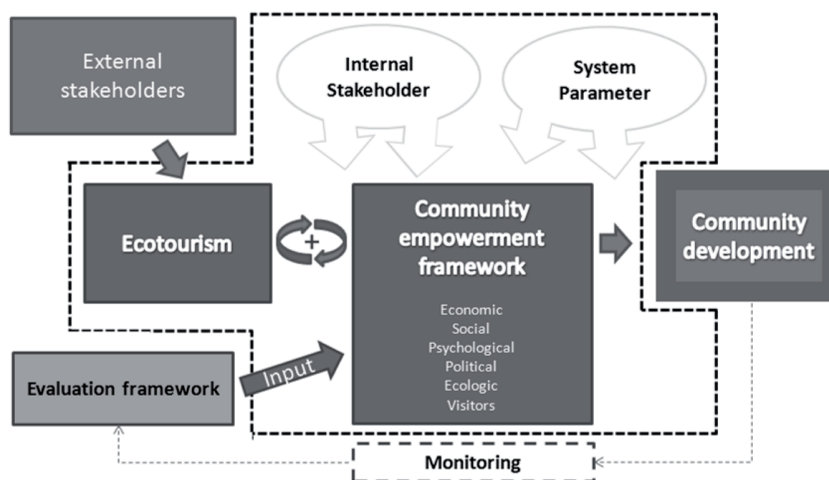 External
stakeholders
Internal
Stakeholder
System
Parameter
Ecotourism
+
Community
empowerment
framework
Economic
Social
Psychological
Political
Ecologic
Visitors
Community
development
Evaluation framework
Input
Monitoring